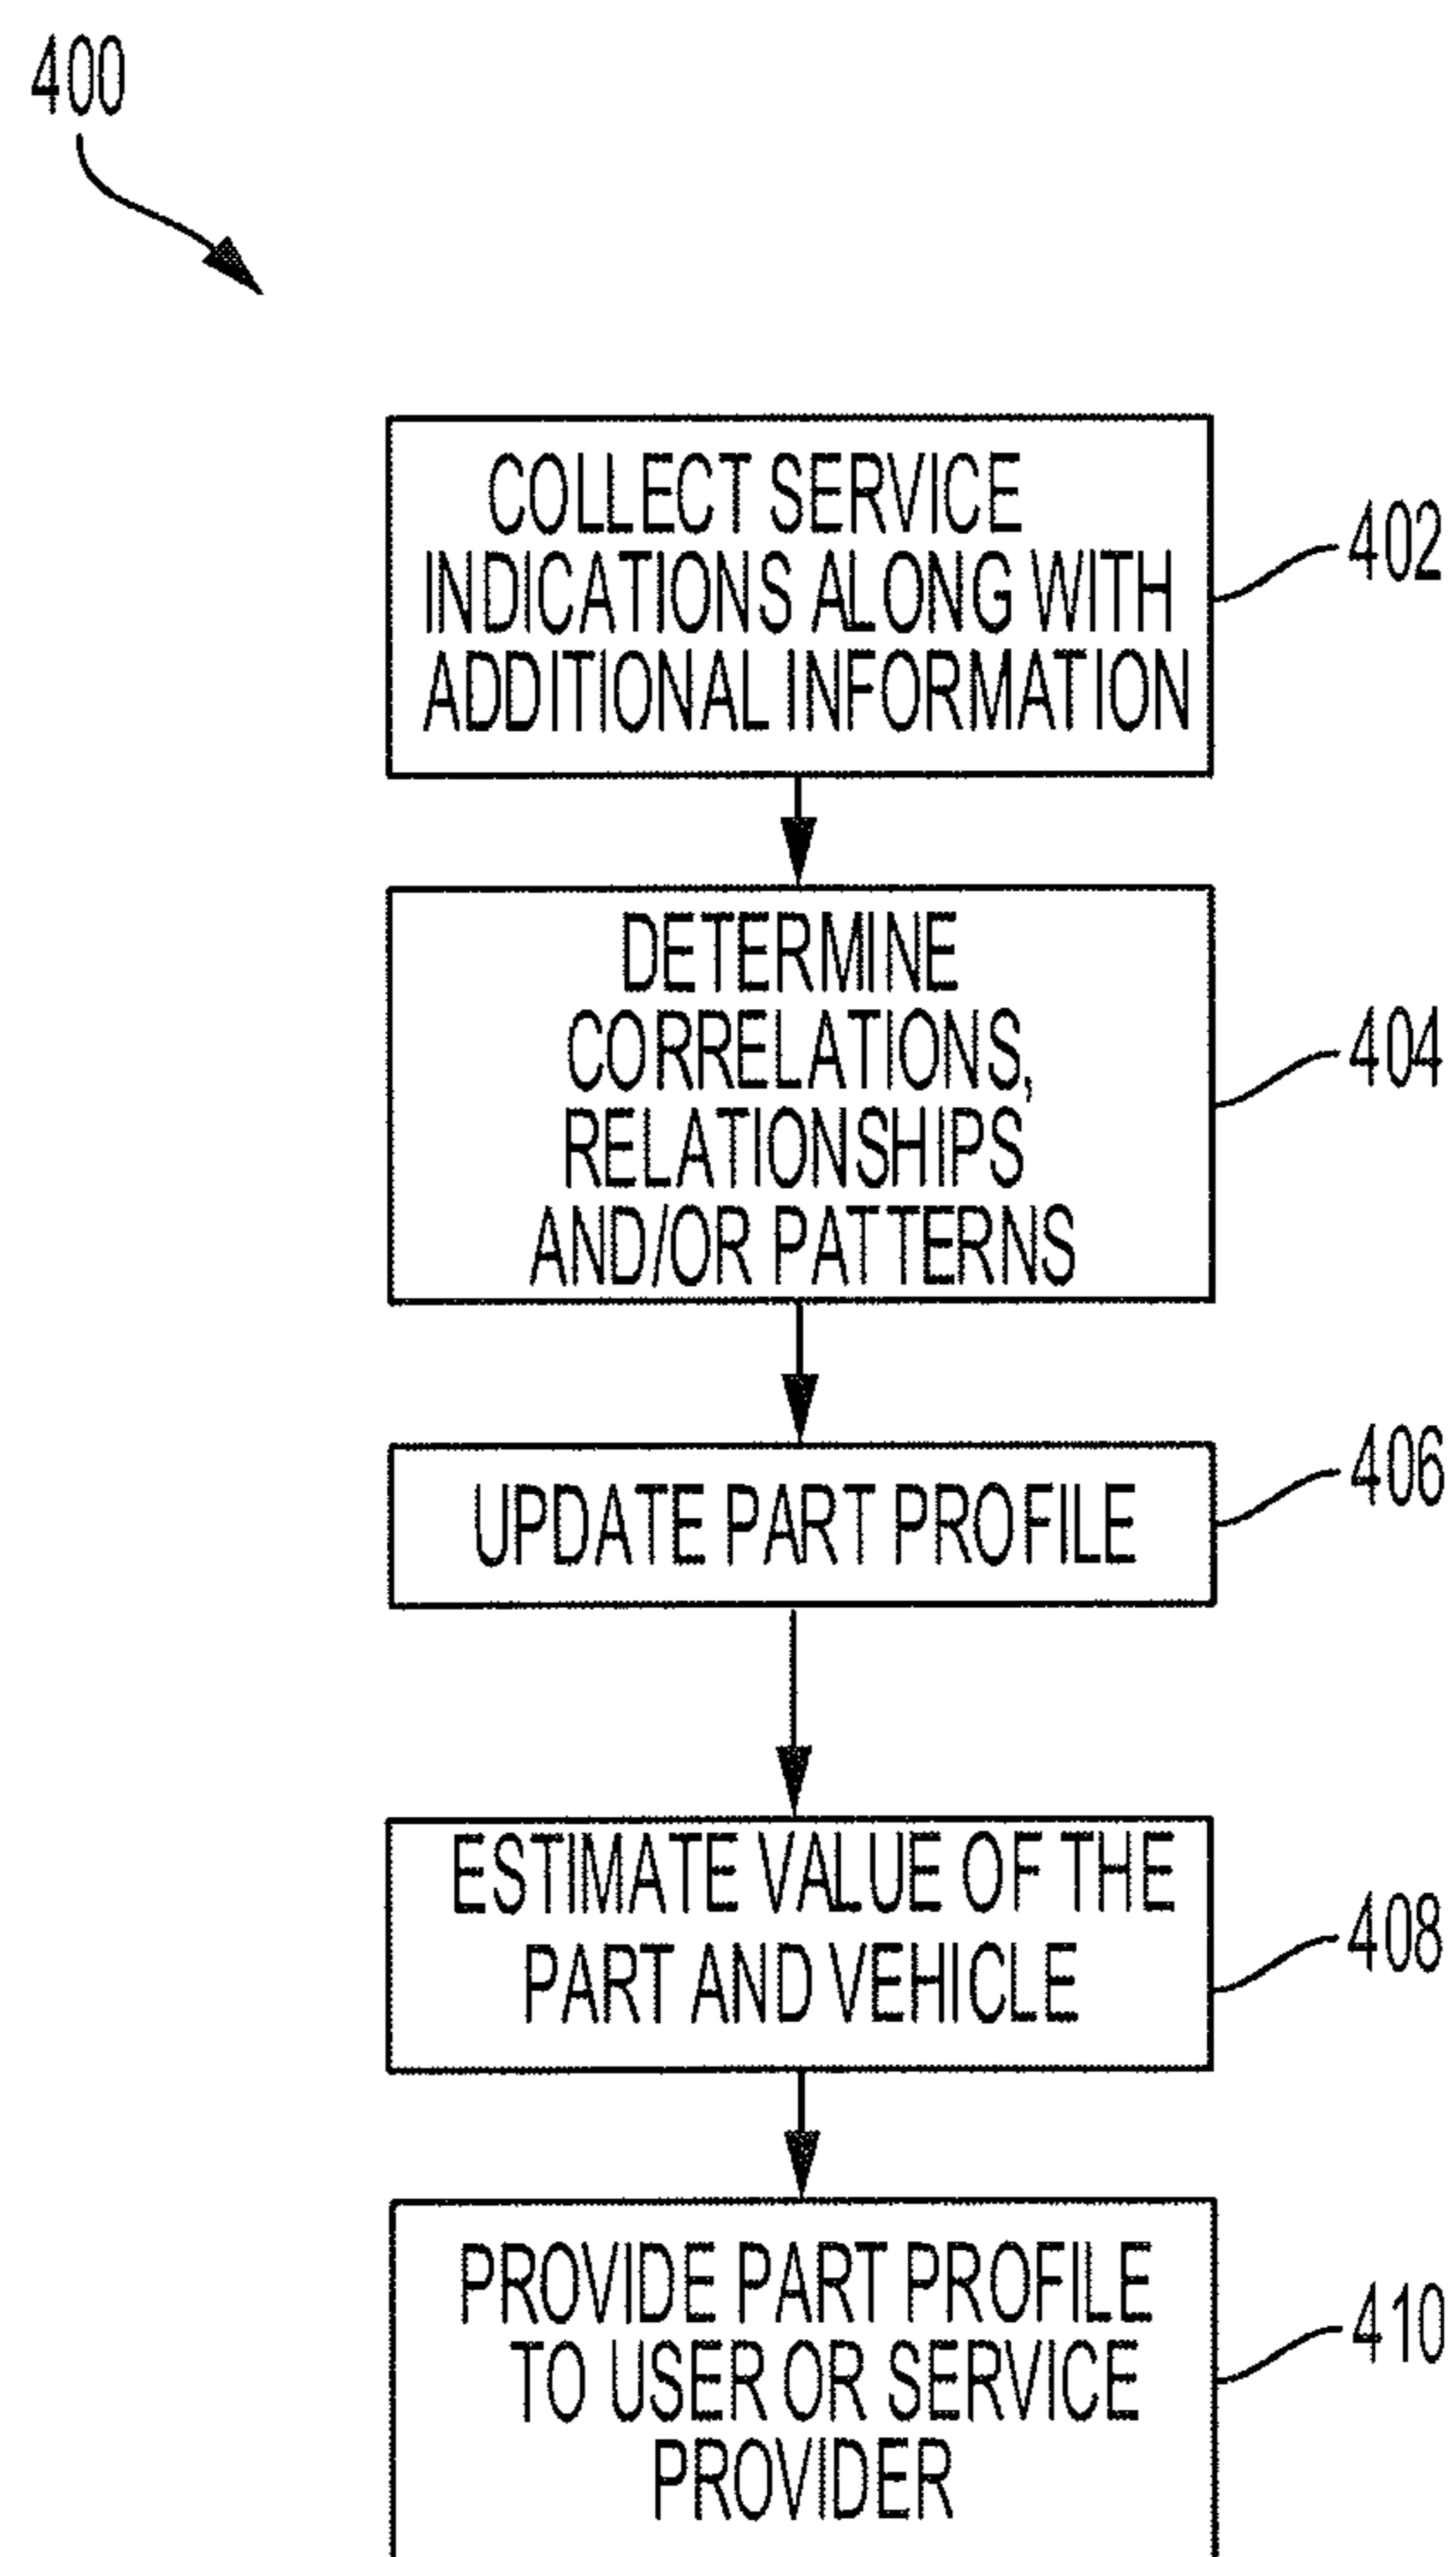 400
COLLECT SERVICE
INDICATIONS ALONG WITH
ADDITIONAL INFORMATION
402
DETERMINE
CORRELATIONS,
RELATIONSHIPS
AND/OR PATTERNS
404
UPDATE PART PROFILE
406
ESTIMATE VALUE OF THE
PART AND VEHICLE
408
PROVIDE PART PROFILE
TO USER OR SERVICE
PROVIDER
410